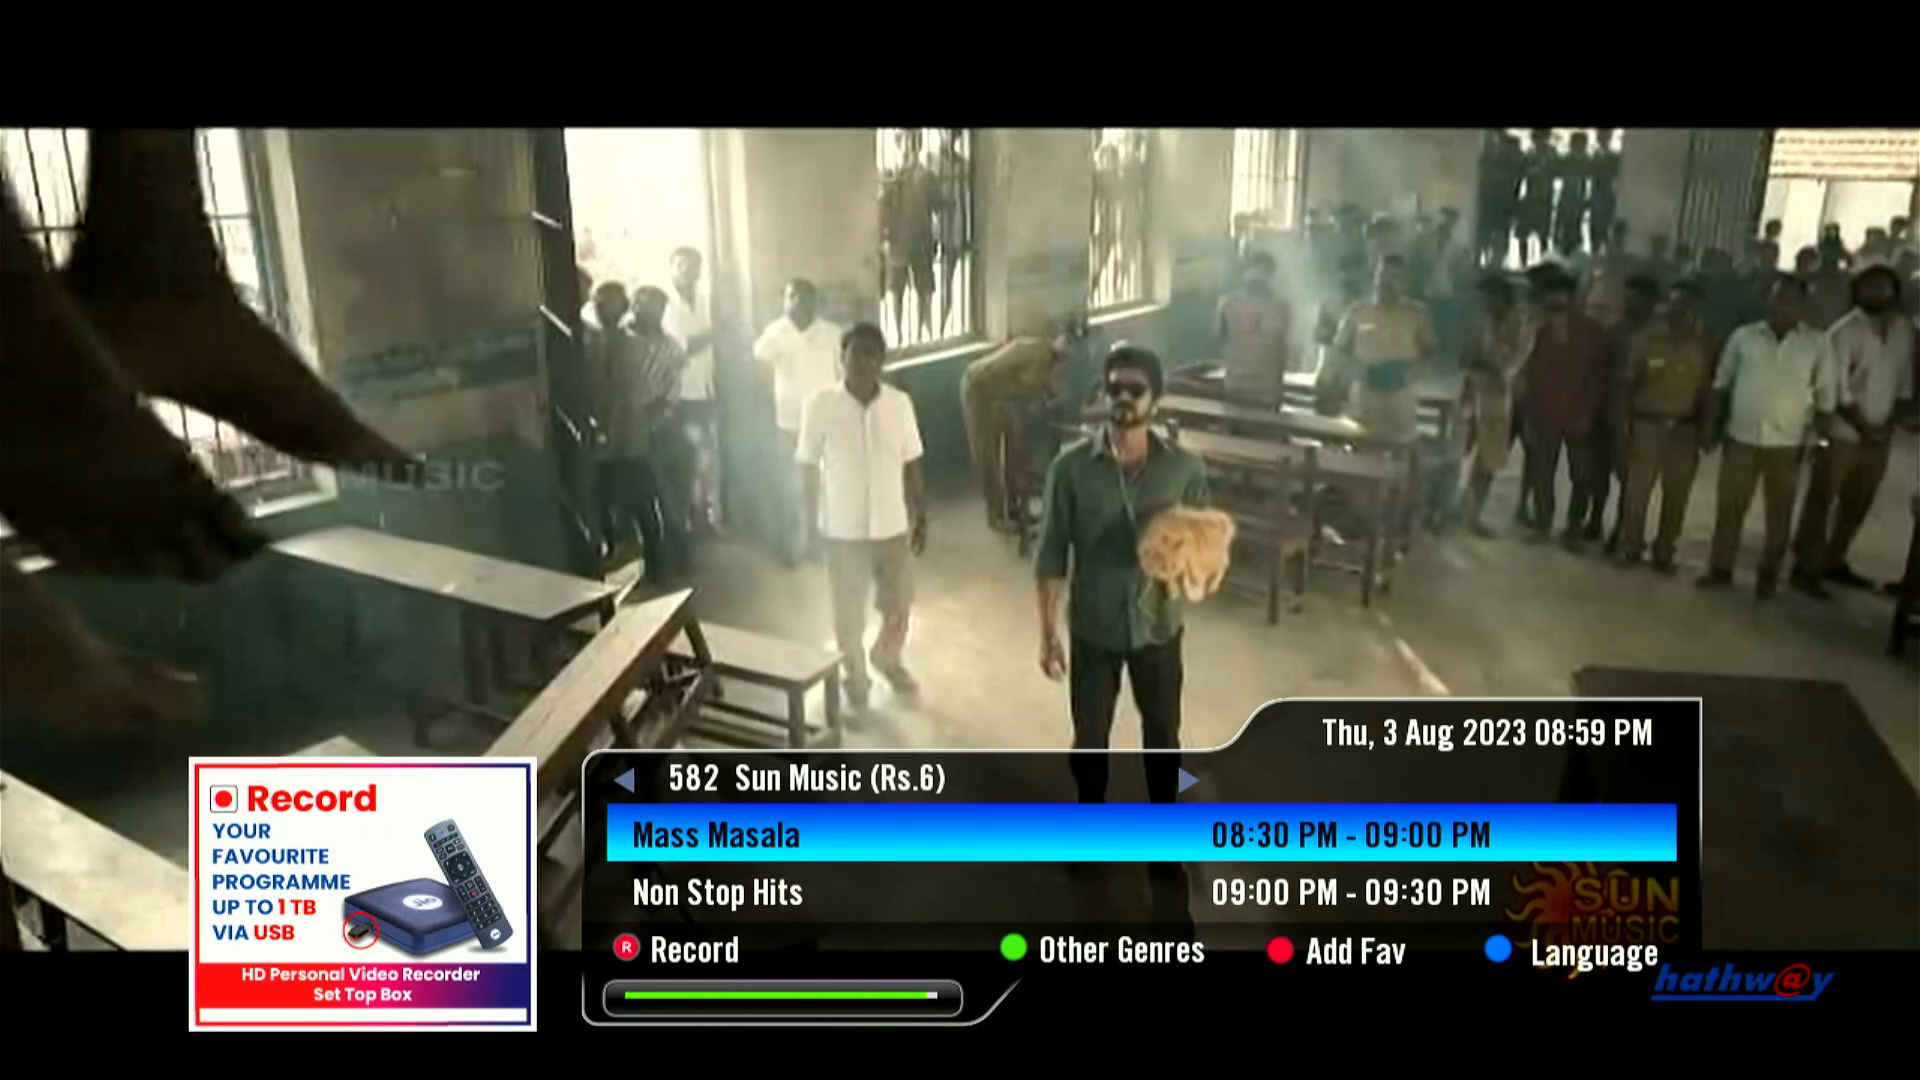 MUSIC
Thu, 3 Aug 2023 08:59 PM
582 Sun Music (Rs.6)
Mass Masala 08:30 PM - 09:00 PM
Non Stop Hits 09:00 PM - 09:30 PM
SUN
MUSIC
R Record Other Genres Add Fav Language
hathw@y
Record
YOUR
FAVOURITE
PROGRAMME
UP TO 1 TB
VIA USB
Jio
HD Personal Video Recorder
Set Top Box